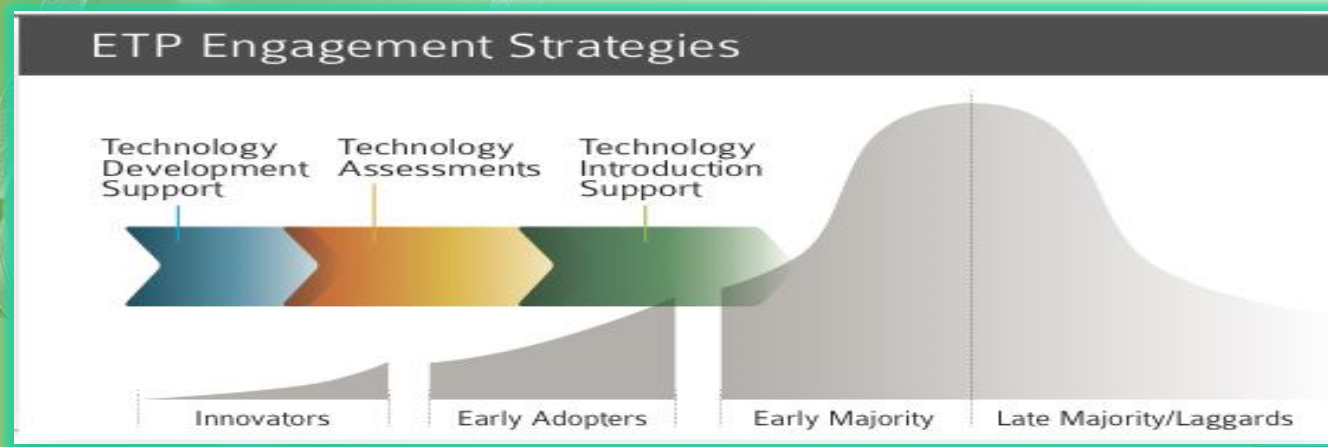 ETP Engagement Strategies
Technology
Development
Support
Technology
Assessments
Technology
Introduction
Support
Innovators
Early Adopters
Early Majority
Late Majority/Laggards